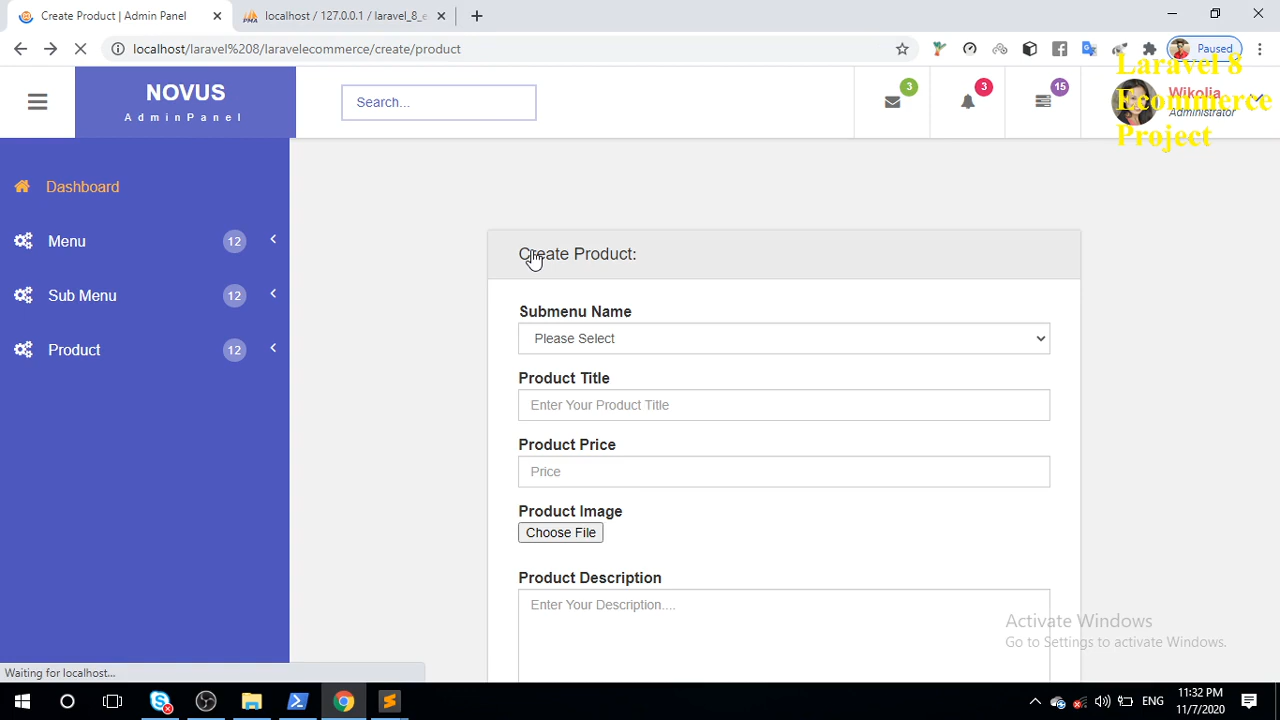 Create Product | Admin Panel
localhost / 127.0.0.1 / laravel_8_e
localhost/laravel%208/laravelecommerce/create/product
Paused
NOVUS
AdminPanel
Search...
3
3
15
Wikolia
Administrator
Laravel 8
Ecommerce
Project
Dashboard
Menu 12
Sub Menu 12
Product 12
Create Product:
Submenu Name
Please Select
Product Title
Enter Your Product Title
Product Price
Price
Product Image
Choose File
Product Description
Enter Your Description....
Activate Windows
Go to Settings to activate Windows.
Waiting for localhost...
ENG
11:32 PM
11/7/2020